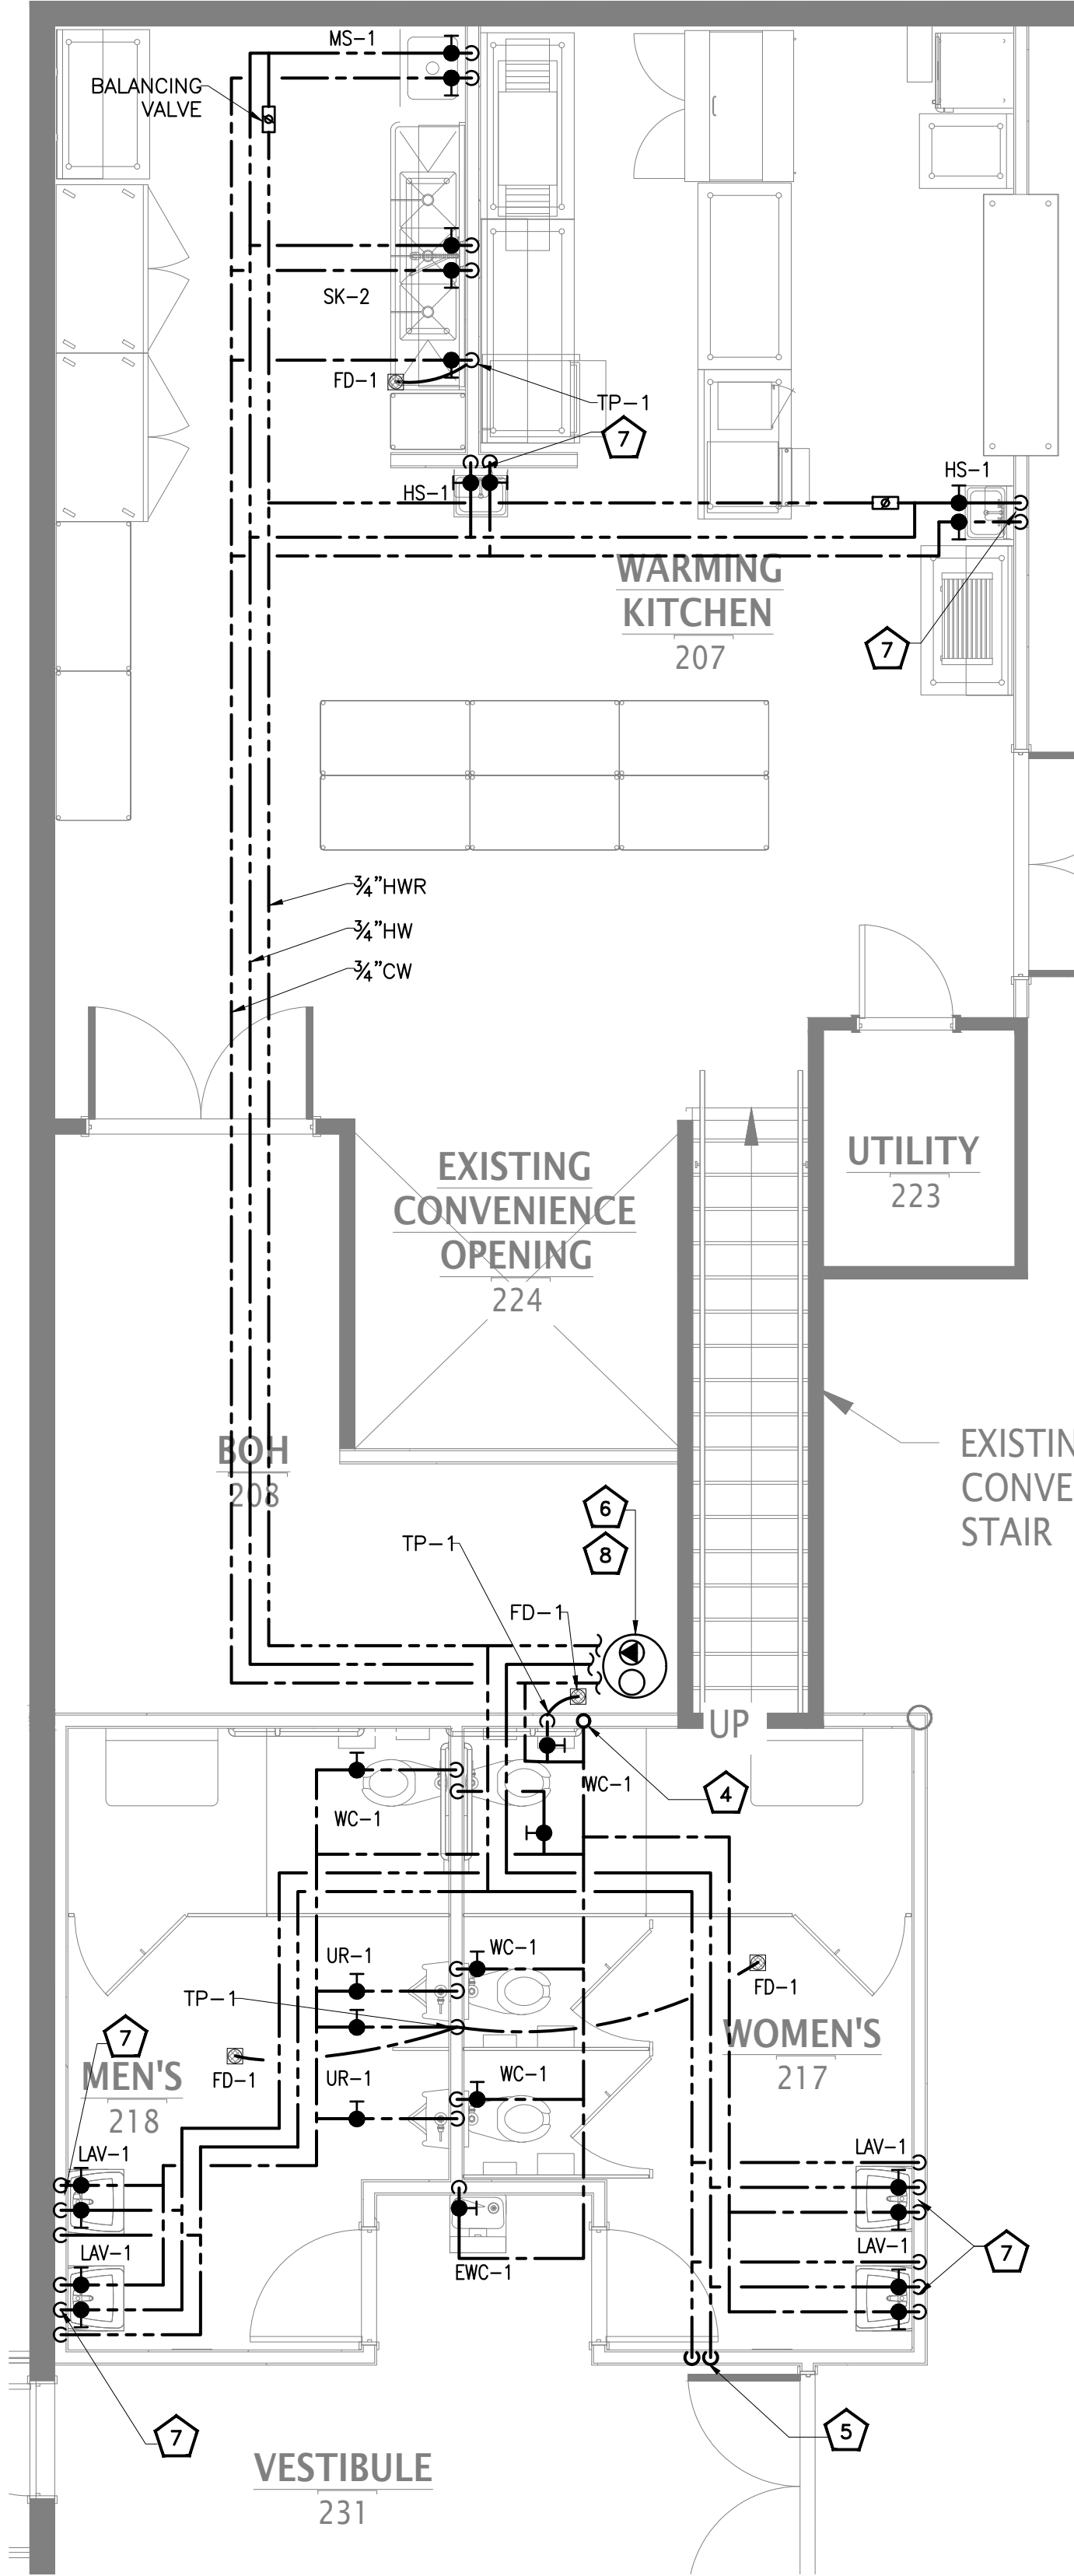 MS-1
BALANCING
VALVE
SK-2
FD-1
TP-1
7
HS-1
HS-1
WARMING
KITCHEN
207
7
¾"HWR
¾"HW
¾"CW
UTILITY
223
EXISTING
CONVENIENCE
OPENING
224
BOH
208
EXISTIN
CONVE
STAIR
6
8
TP-1
FD-1
UP
4
WC-1
WC-1
UR-1
WC-1
TP-1
FD-1
7
MEN'S
218
FD-1
UR-1
WC-1
WOMEN'S
217
LAV-1
LAV-1
LAV-1
LAV-1
7
EWC-1
7
5
VESTIBULE
231